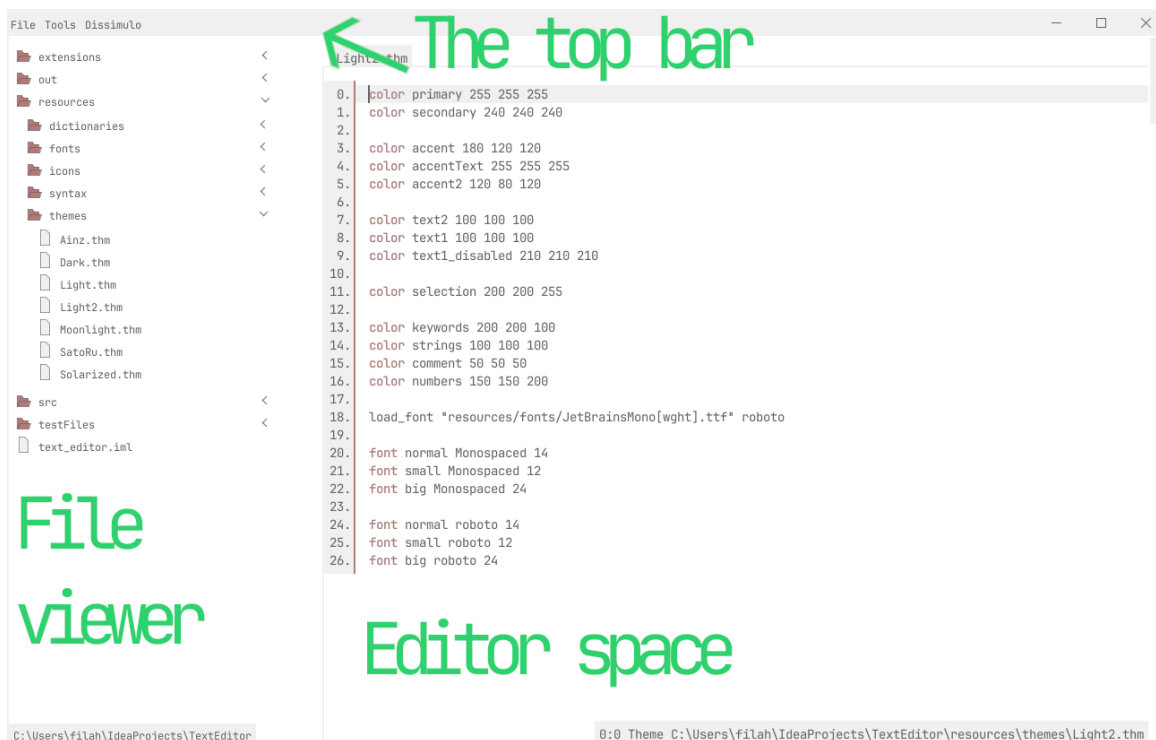 File Tools Dissimulo
The top bar
extensions
out
resources
dictionaries
fonts
icons
syntax
themes
Ainz.thm
Dark.thm
Light.thm
Light2.thm
Moonlight.thm
SatoRu.thm
Solarized.thm
src
testFiles
text_editor.iml
File
viewer
C:\Users\filah\IdeaProjects\TextEditor
Light2.thm
0. color primary 255 255 255
1. color secondary 240 240 240
2.
3. color accent 180 120 120
4. color accentText 255 255 255
5. color accent2 120 80 120
6.
7. color text2 100 100 100
8. color text1 100 100 100
9. color text1_disabled 210 210 210
10.
11. color selection 200 200 255
12.
13. color keywords 200 200 100
14. color strings 100 100 100
15. color comment 50 50 50
16. color numbers 150 150 200
17.
18. load_font "resources/fonts/JetBrainsMono[wght].ttf" roboto
19.
20. font normal Monospaced 14
21. font small Monospaced 12
22. font big Monospaced 24
23.
24. font normal roboto 14
25. font small roboto 12
26. font big roboto 24
Editor space
0:0 Theme C:\Users\filah\IdeaProjects\TextEditor\resources\themes\Light2.thm